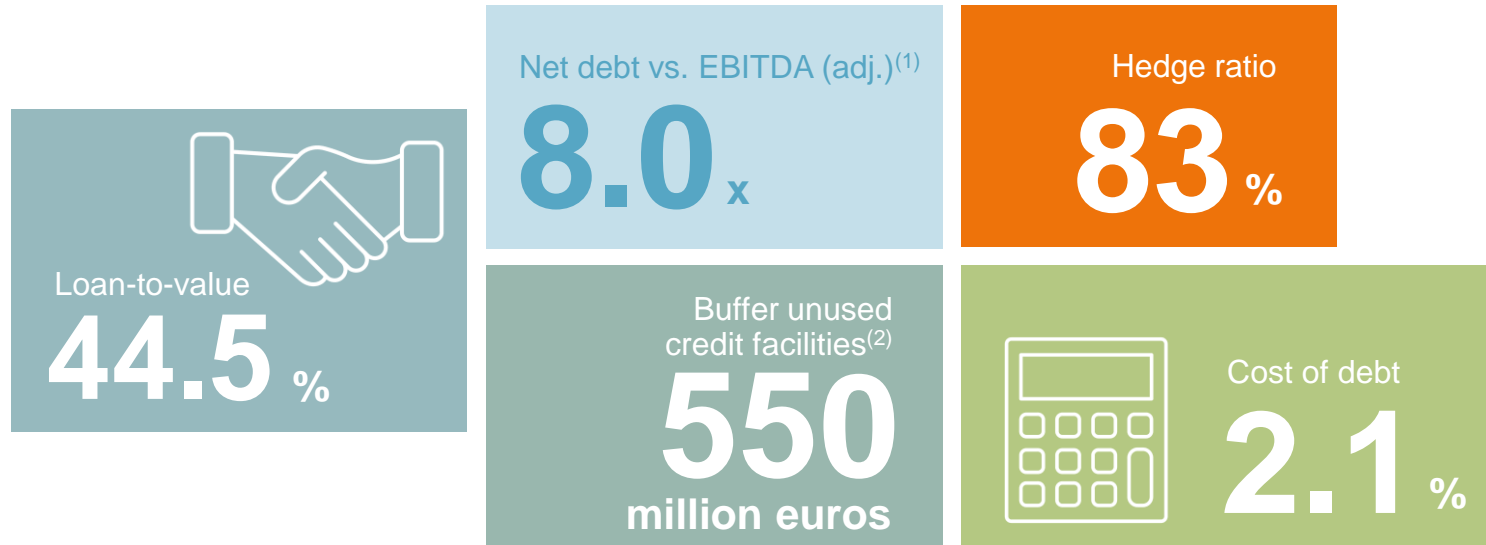 Loan-to-value
44.5 %
Net debt vs. EBITDA (adj.)(1)
8.0 x
Hedge ratio
83 %
Buffer unused
credit facilities(2)
550
million euros
Cost of debt
2.1 %